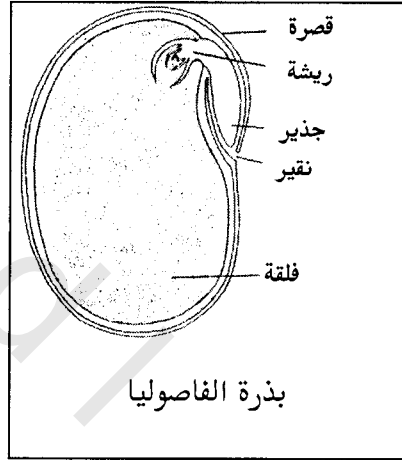 قصرة
ريشة
جذير
نقير
فلقة
بذرة الفاصوليا